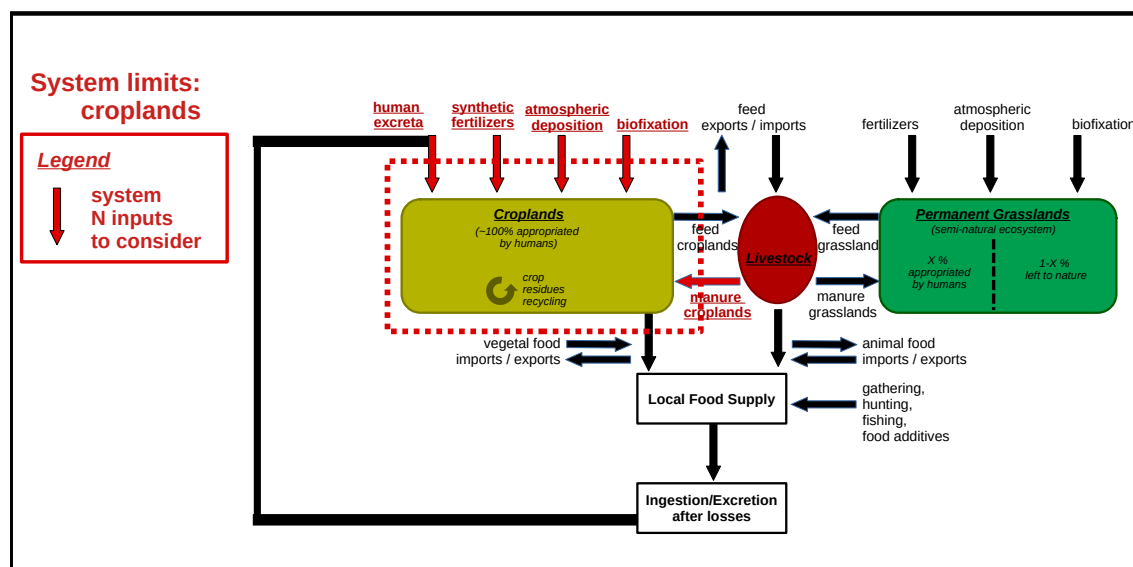 System limits:
croplands
Legend
system
N inputs
to consider
human
excreta
synthetic
fertilizers
atmospheric
deposition
biofixation
feed
exports / imports
fertilizers
atmospheric
deposition
biofixation
Croplands
(~100% appropriated
by humans)
crop
residues
recycling
feed
croplands
Livestock
feed
grassland
manure
croplands
manure
grasslands
Permanent Grasslands
(semi-natural ecosystem)
X %
appropriated
by humans
1-X %
left to nature
vegetal food
imports / exports
animal food
imports / exports
Local Food Supply
gathering,
hunting,
fishing,
food additives
Ingestion/Excretion
after losses